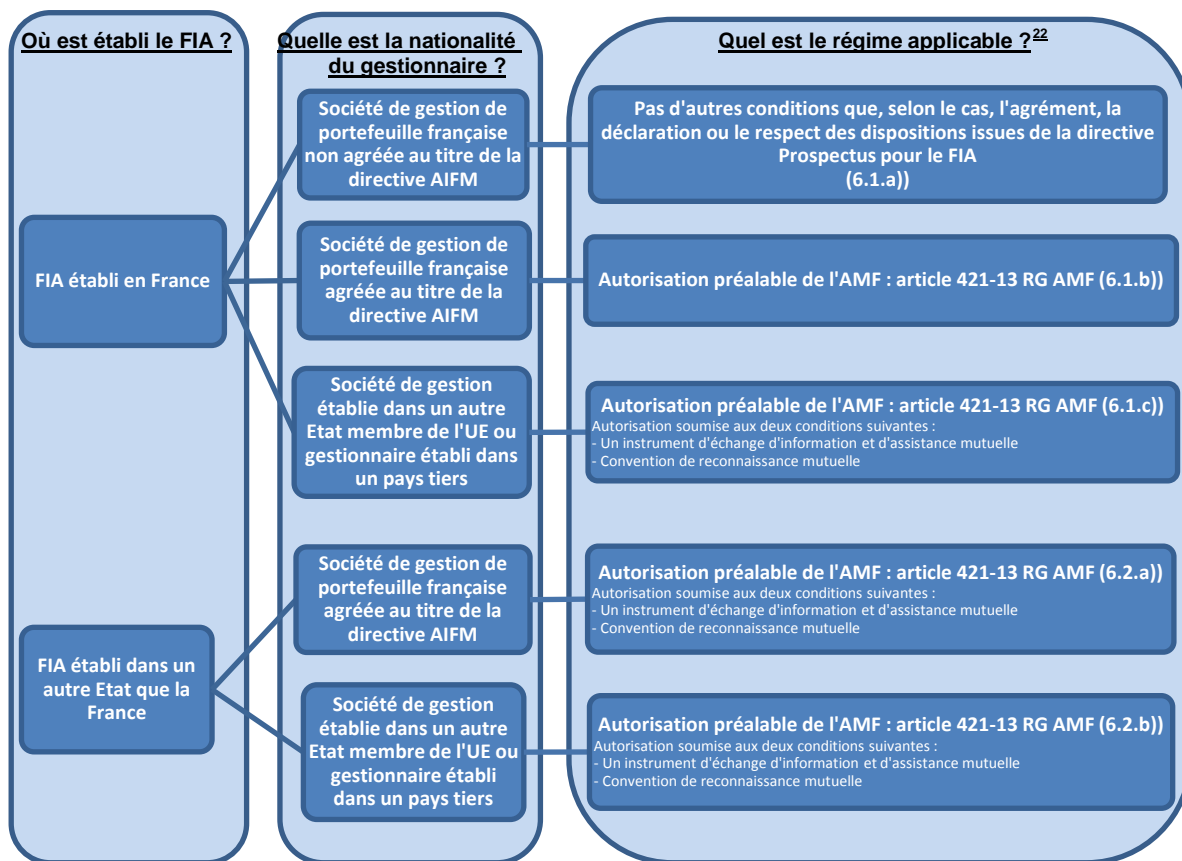 Où est établi le FIA ?
Quelle est la nationalité
du gestionnaire ?
Quel est le régime applicable ?22
FIA établi en France
Société de gestion de
portefeuille française
non agréée au titre de la
directive AIFM
Pas d'autres conditions que, selon le cas, l'agrément, la
déclaration ou le respect des dispositions issues de la directive
Prospectus pour le FIA
(6.1.a))
Société de gestion de
portefeuille française
agréée au titre de la
directive AIFM
Autorisation préalable de l'AMF : article 421-13 RG AMF (6.1.b))
Société de gestion
établie dans un autre
Etat membre de l'UE ou
gestionnaire établi dans
un pays tiers
Autorisation préalable de l'AMF : article 421-13 RG AMF (6.1.c))
Autorisation soumise aux deux conditions suivantes :
- Un instrument d'échange d'information et d'assistance mutuelle
- Convention de reconnaissance mutuelle
FIA établi dans un
autre Etat que la
France
Société de gestion de
portefeuille française
agréée au titre de la
directive AIFM
Autorisation préalable de l'AMF : article 421-13 RG AMF (6.2.a))
Autorisation soumise aux deux conditions suivantes :
- Un instrument d'échange d'information et d'assistance mutuelle
- Convention de reconnaissance mutuelle
Société de gestion
établie dans un autre
Etat membre de l'UE ou
gestionnaire établi
dans un pays tiers
Autorisation préalable de l'AMF : article 421-13 RG AMF (6.2.b))
Autorisation soumise aux deux conditions suivantes :
- Un instrument d'échange d'information et d'assistance mutuelle
- Convention de reconnaissance mutuelle